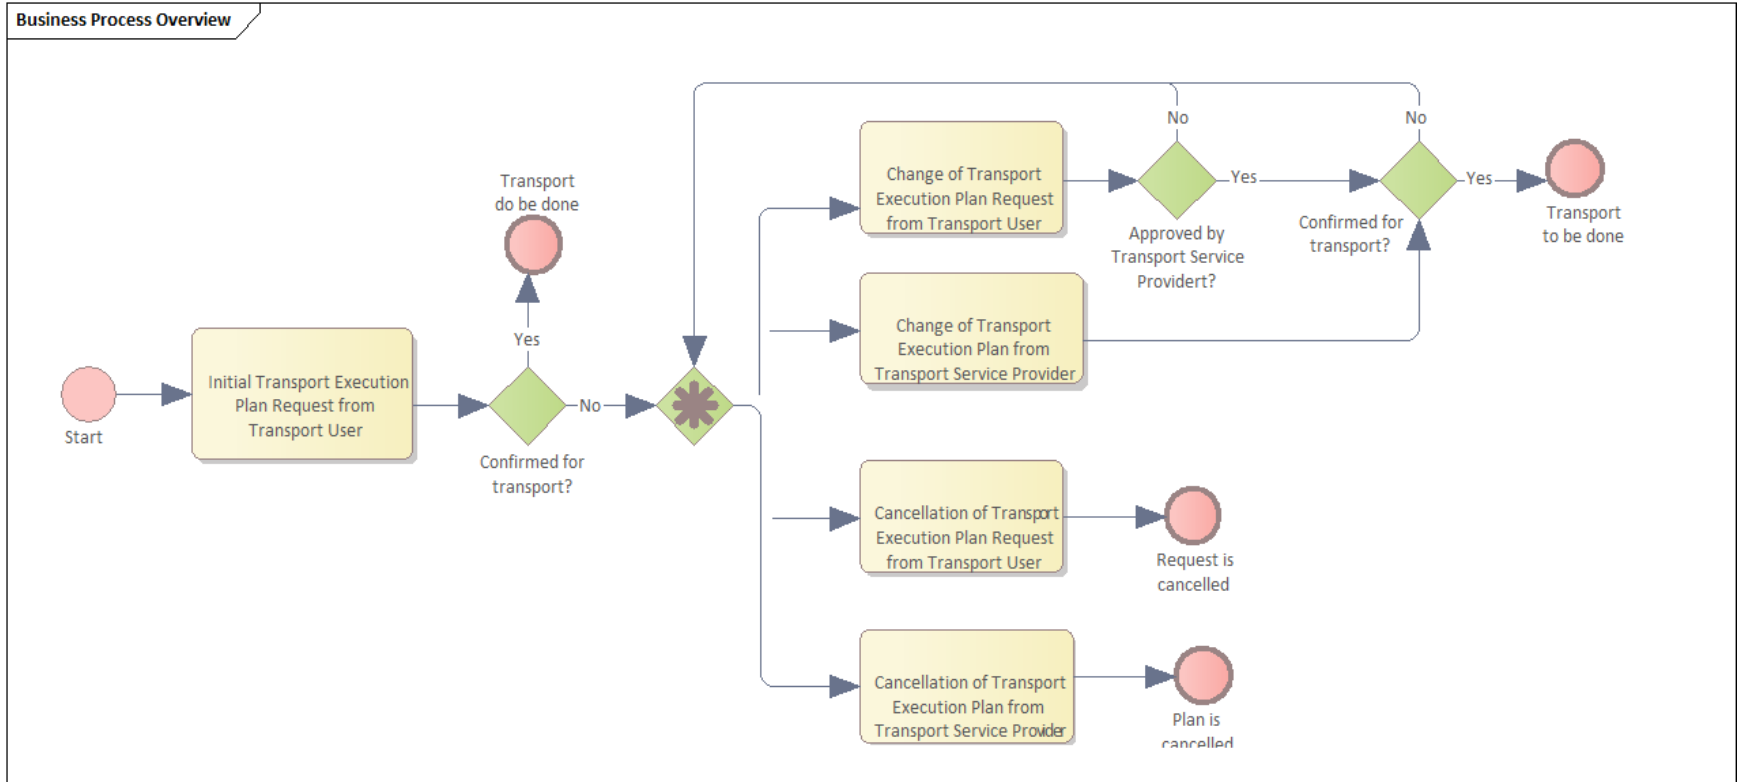 Business Process Overview
Start
Initial Transport Execution
Plan Request from
Transport User
Transport
do be done
Yes
Confirmed for
transport?
No
Change of Transport
Execution Plan Request
from Transport User
No
Yes
Approved by
Transport Service
Providert?
No
Yes
Confirmed for
transport?
Transport
to be done
Change of Transport
Execution Plan from
Transport Service Provider
Cancellation of Transport
Execution Plan Request
from Transport User
Request is
cancelled
Cancellation of Transport
Execution Plan from
Transport Service Provider
Plan is
cancelled